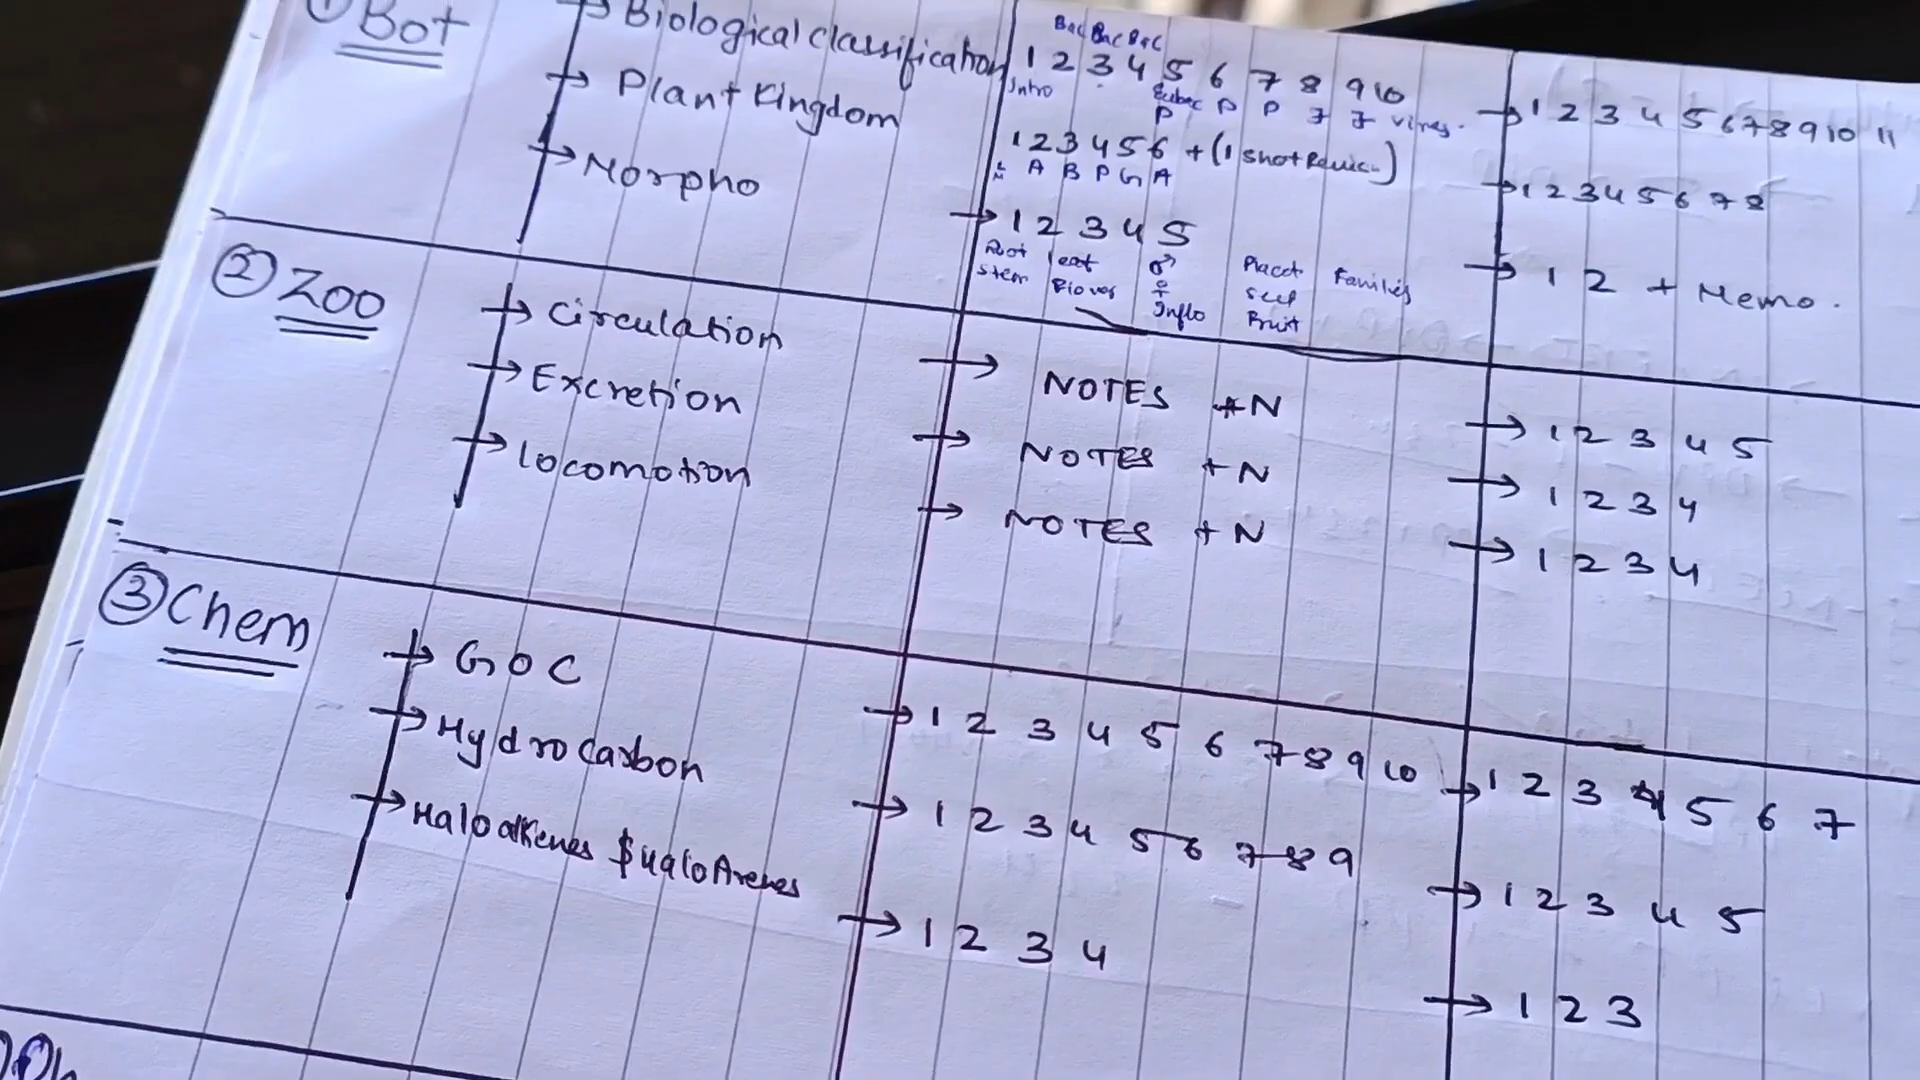 ① Bot
Biological classification
Plant Kingdom
Morpho
Bac Bac Bac
1 2 3 4 5 6 7 8 9 10
Intro P P P 7 7
1 2 3 4 5 6 + (1 shot
A B P G A
1 2 3 4 5
Root leaf ♂ Placet Families
stem ♀ seed
Inflo Fruit
1 2 3 4 5 6 7 8 9 10 11
1 2 3 4 5 6 7 8
1 2 + Memo.
② Zoo
Circulation
Excretion
locomotion
NOTES + N
NOTES + N
NOTES + N
1 2 3 4 5
1 2 3 4
1 2 3 4
③ Chem
GOC
Hydrocarbon
Haloalkenes $ HaloArenes
1 2 3 4 5 6 7 8 9 10
1 2 3 4 5 6 7 8 9
1 2 3 4
1 2 3 4 5 6 7
1 2 3 4 5
1 2 3